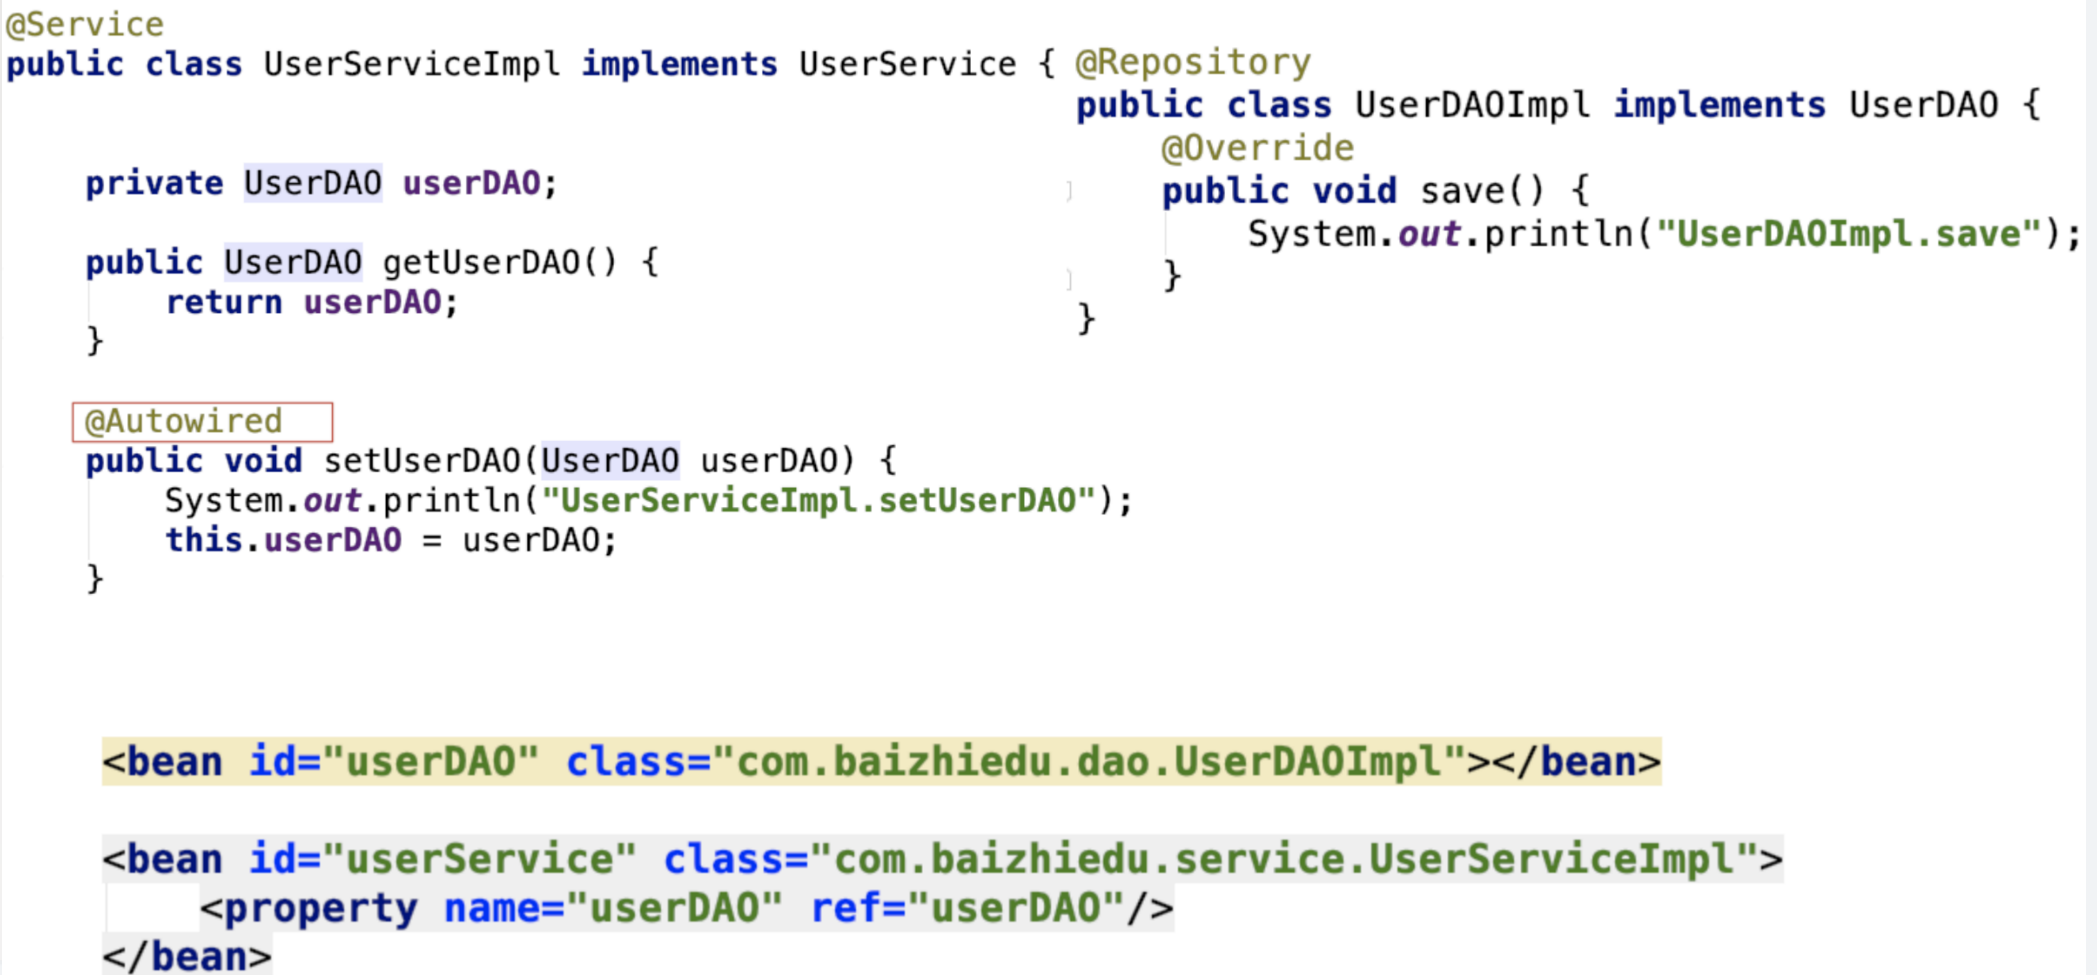 @Service
public class UserServiceImpl implements UserService {
    private UserDAO userDAO;
    public UserDAO getUserDAO() {
        return userDAO;
    }
    @Autowired
    public void setUserDAO(UserDAO userDAO) {
        System.out.println("UserServiceImpl.setUserDAO");
        this.userDAO = userDAO;
    }
@Repository
public class UserDAOImpl implements UserDAO {
    @Override
    public void save() {
        System.out.println("UserDAOImpl.save");
    }
}
<bean id="userDAO" class="com.baizhiedu.dao.UserDAOImpl"></bean>
<bean id="userService" class="com.baizhiedu.service.UserServiceImpl">
    <property name="userDAO" ref="userDAO"/>
</bean>